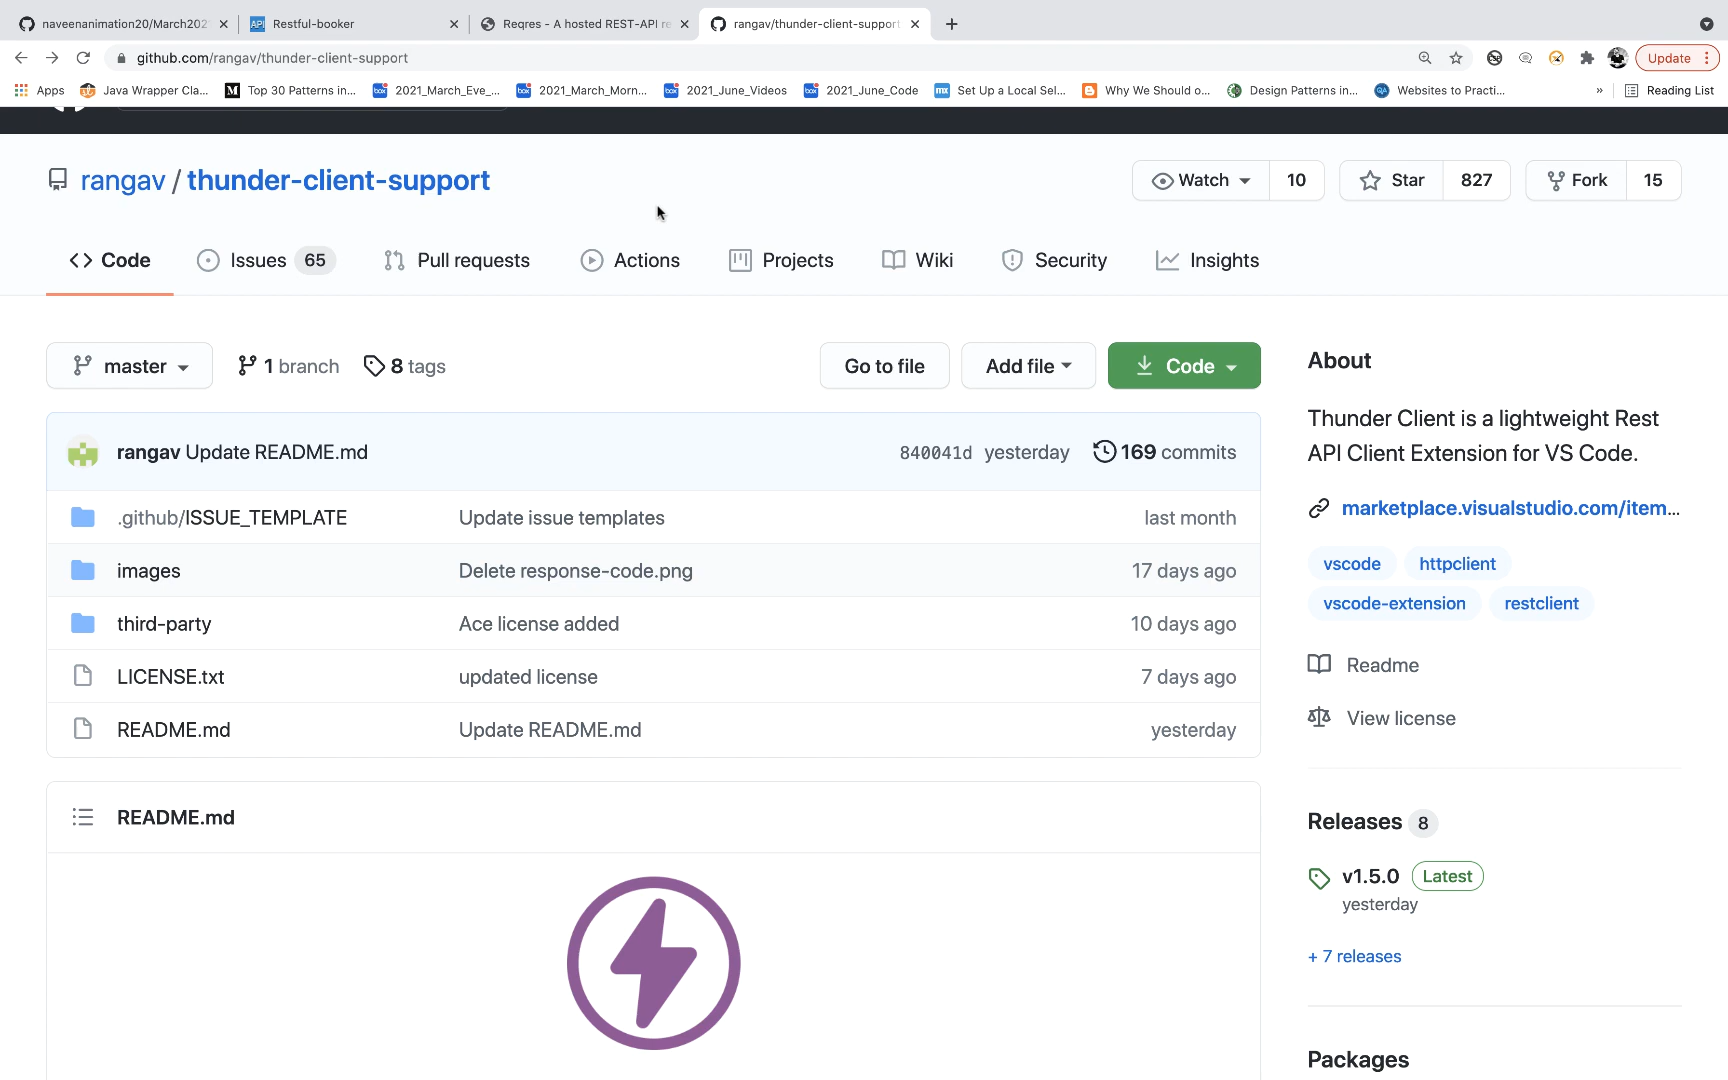 naveenanimation20/March202
Restful-booker
Reqres - A hosted REST-API re
rangav/thunder-client-support
github.com/rangav/thunder-client-support
Update
Apps
Java Wrapper Cla...
Top 30 Patterns in...
2021_March_Eve_...
2021_March_Morn...
2021_June_Videos
2021_June_Code
Set Up a Local Sel...
Why We Should o...
Design Patterns in...
Websites to Practi...
»
Reading List
rangav / thunder-client-support
Watch 10
Star 827
Fork 15
Code
Issues 65
Pull requests
Actions
Projects
Wiki
Security
Insights
master
1 branch
8 tags
Go to file
Add file
Code
rangav Update README.md 840041d yesterday 169 commits
.github/ISSUE_TEMPLATE Update issue templates last month
images Delete response-code.png 17 days ago
third-party Ace license added 10 days ago
LICENSE.txt updated license 7 days ago
README.md Update README.md yesterday
README.md
About
Thunder Client is a lightweight Rest
API Client Extension for VS Code.
marketplace.visualstudio.com/item...
vscode httpclient
vscode-extension restclient
Readme
View license
Releases 8
v1.5.0 Latest
yesterday
+ 7 releases
Packages